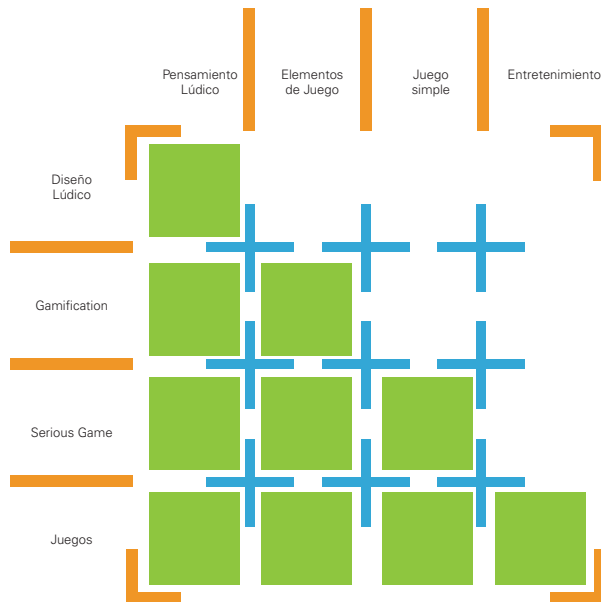 Pensamiento
Lúdico
Elementos
de Juego
Juego
simple
Entretenimiento
Diseño
Lúdico
Gamification
Serious Game
Juegos